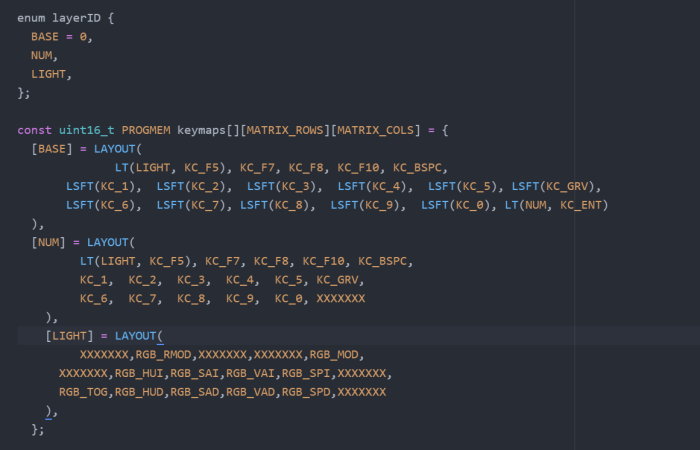 enum layerID {
  BASE = 0,
  NUM,
  LIGHT,
};
const uint16_t PROGMEM keymaps[][MATRIX_ROWS][MATRIX_COLS] = {
  [BASE] = LAYOUT(
              LT(LIGHT, KC_F5), KC_F7, KC_F8, KC_F10, KC_BSPC,
       LSFT(KC_1),  LSFT(KC_2),  LSFT(KC_3),  LSFT(KC_4),  LSFT(KC_5), LSFT(KC_GRV),
       LSFT(KC_6),  LSFT(KC_7), LSFT(KC_8),  LSFT(KC_9),  LSFT(KC_0), LT(NUM, KC_ENT)
  ),
  [NUM] = LAYOUT(
         LT(LIGHT, KC_F5), KC_F7, KC_F8, KC_F10, KC_BSPC,
         KC_1,  KC_2,  KC_3,  KC_4,  KC_5, KC_GRV,
         KC_6,  KC_7,  KC_8,  KC_9,  KC_0, XXXXXXX
    ),
    [LIGHT] = LAYOUT(
         XXXXXXX,RGB_RMOD,XXXXXXX,XXXXXXX,RGB_MOD,
      XXXXXXX,RGB_HUI,RGB_SAI,RGB_VAI,RGB_SPI,XXXXXXX,
      RGB_TOG,RGB_HUD,RGB_SAD,RGB_VAD,RGB_SPD,XXXXXXX
    ),
  };